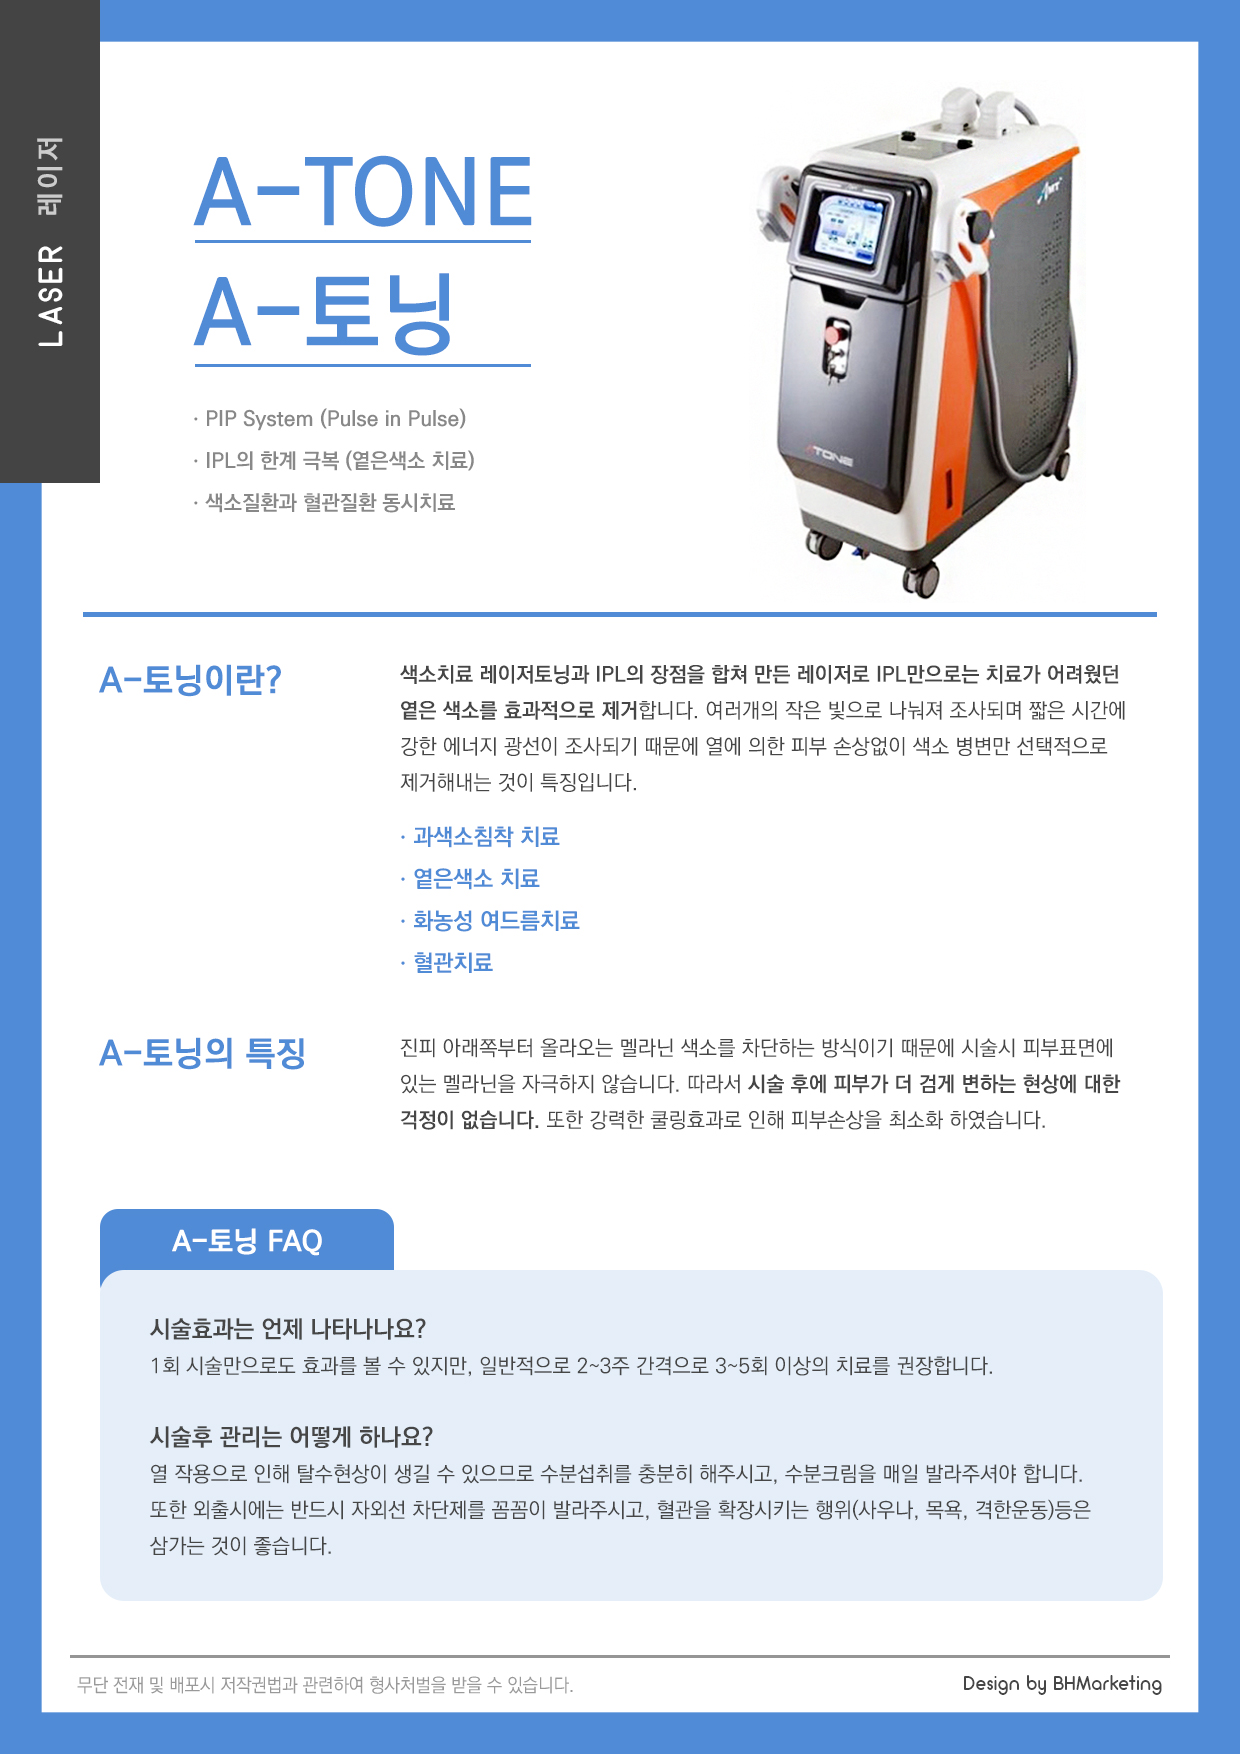 LASER 레이저
A-TONE
A-토닝
· PIP System (Pulse in Pulse)
· IPL의 한계 극복 (옅은색소 치료)
· 색소질환과 혈관질환 동시치료
AMT
ATONE
A-토닝이란?
색소치료 레이저토닝과 IPL의 장점을 합쳐 만든 레이저로 IPL만으로는 치료가 어려웠던
옅은 색소를 효과적으로 제거합니다. 여러개의 작은 빛으로 나눠져 조사되며 짧은 시간에
강한 에너지 광선이 조사되기 때문에 열에 의한 피부 손상없이 색소 병변만 선택적으로
제거해내는 것이 특징입니다.
· 과색소침착 치료
· 옅은색소 치료
· 화농성 여드름치료
· 혈관치료
A-토닝의 특징
진피 아래쪽부터 올라오는 멜라닌 색소를 차단하는 방식이기 때문에 시술시 피부표면에
있는 멜라닌을 자극하지 않습니다. 따라서 시술 후에 피부가 더 검게 변하는 현상에 대한
걱정이 없습니다. 또한 강력한 쿨링효과로 인해 피부손상을 최소화 하였습니다.
A-토닝 FAQ
시술효과는 언제 나타나나요?
1회 시술만으로도 효과를 볼 수 있지만, 일반적으로 2~3주 간격으로 3~5회 이상의 치료를 권장합니다.
시술후 관리는 어떻게 하나요?
열 작용으로 인해 탈수현상이 생길 수 있으므로 수분섭취를 충분히 해주시고, 수분크림을 매일 발라주셔야 합니다.
또한 외출시에는 반드시 자외선 차단제를 꼼꼼이 발라주시고, 혈관을 확장시키는 행위(사우나, 목욕, 격한운동)등은
삼가는 것이 좋습니다.
무단 전재 및 배포시 저작권법과 관련하여 형사처벌을 받을 수 있습니다.
Design by BHMarketing